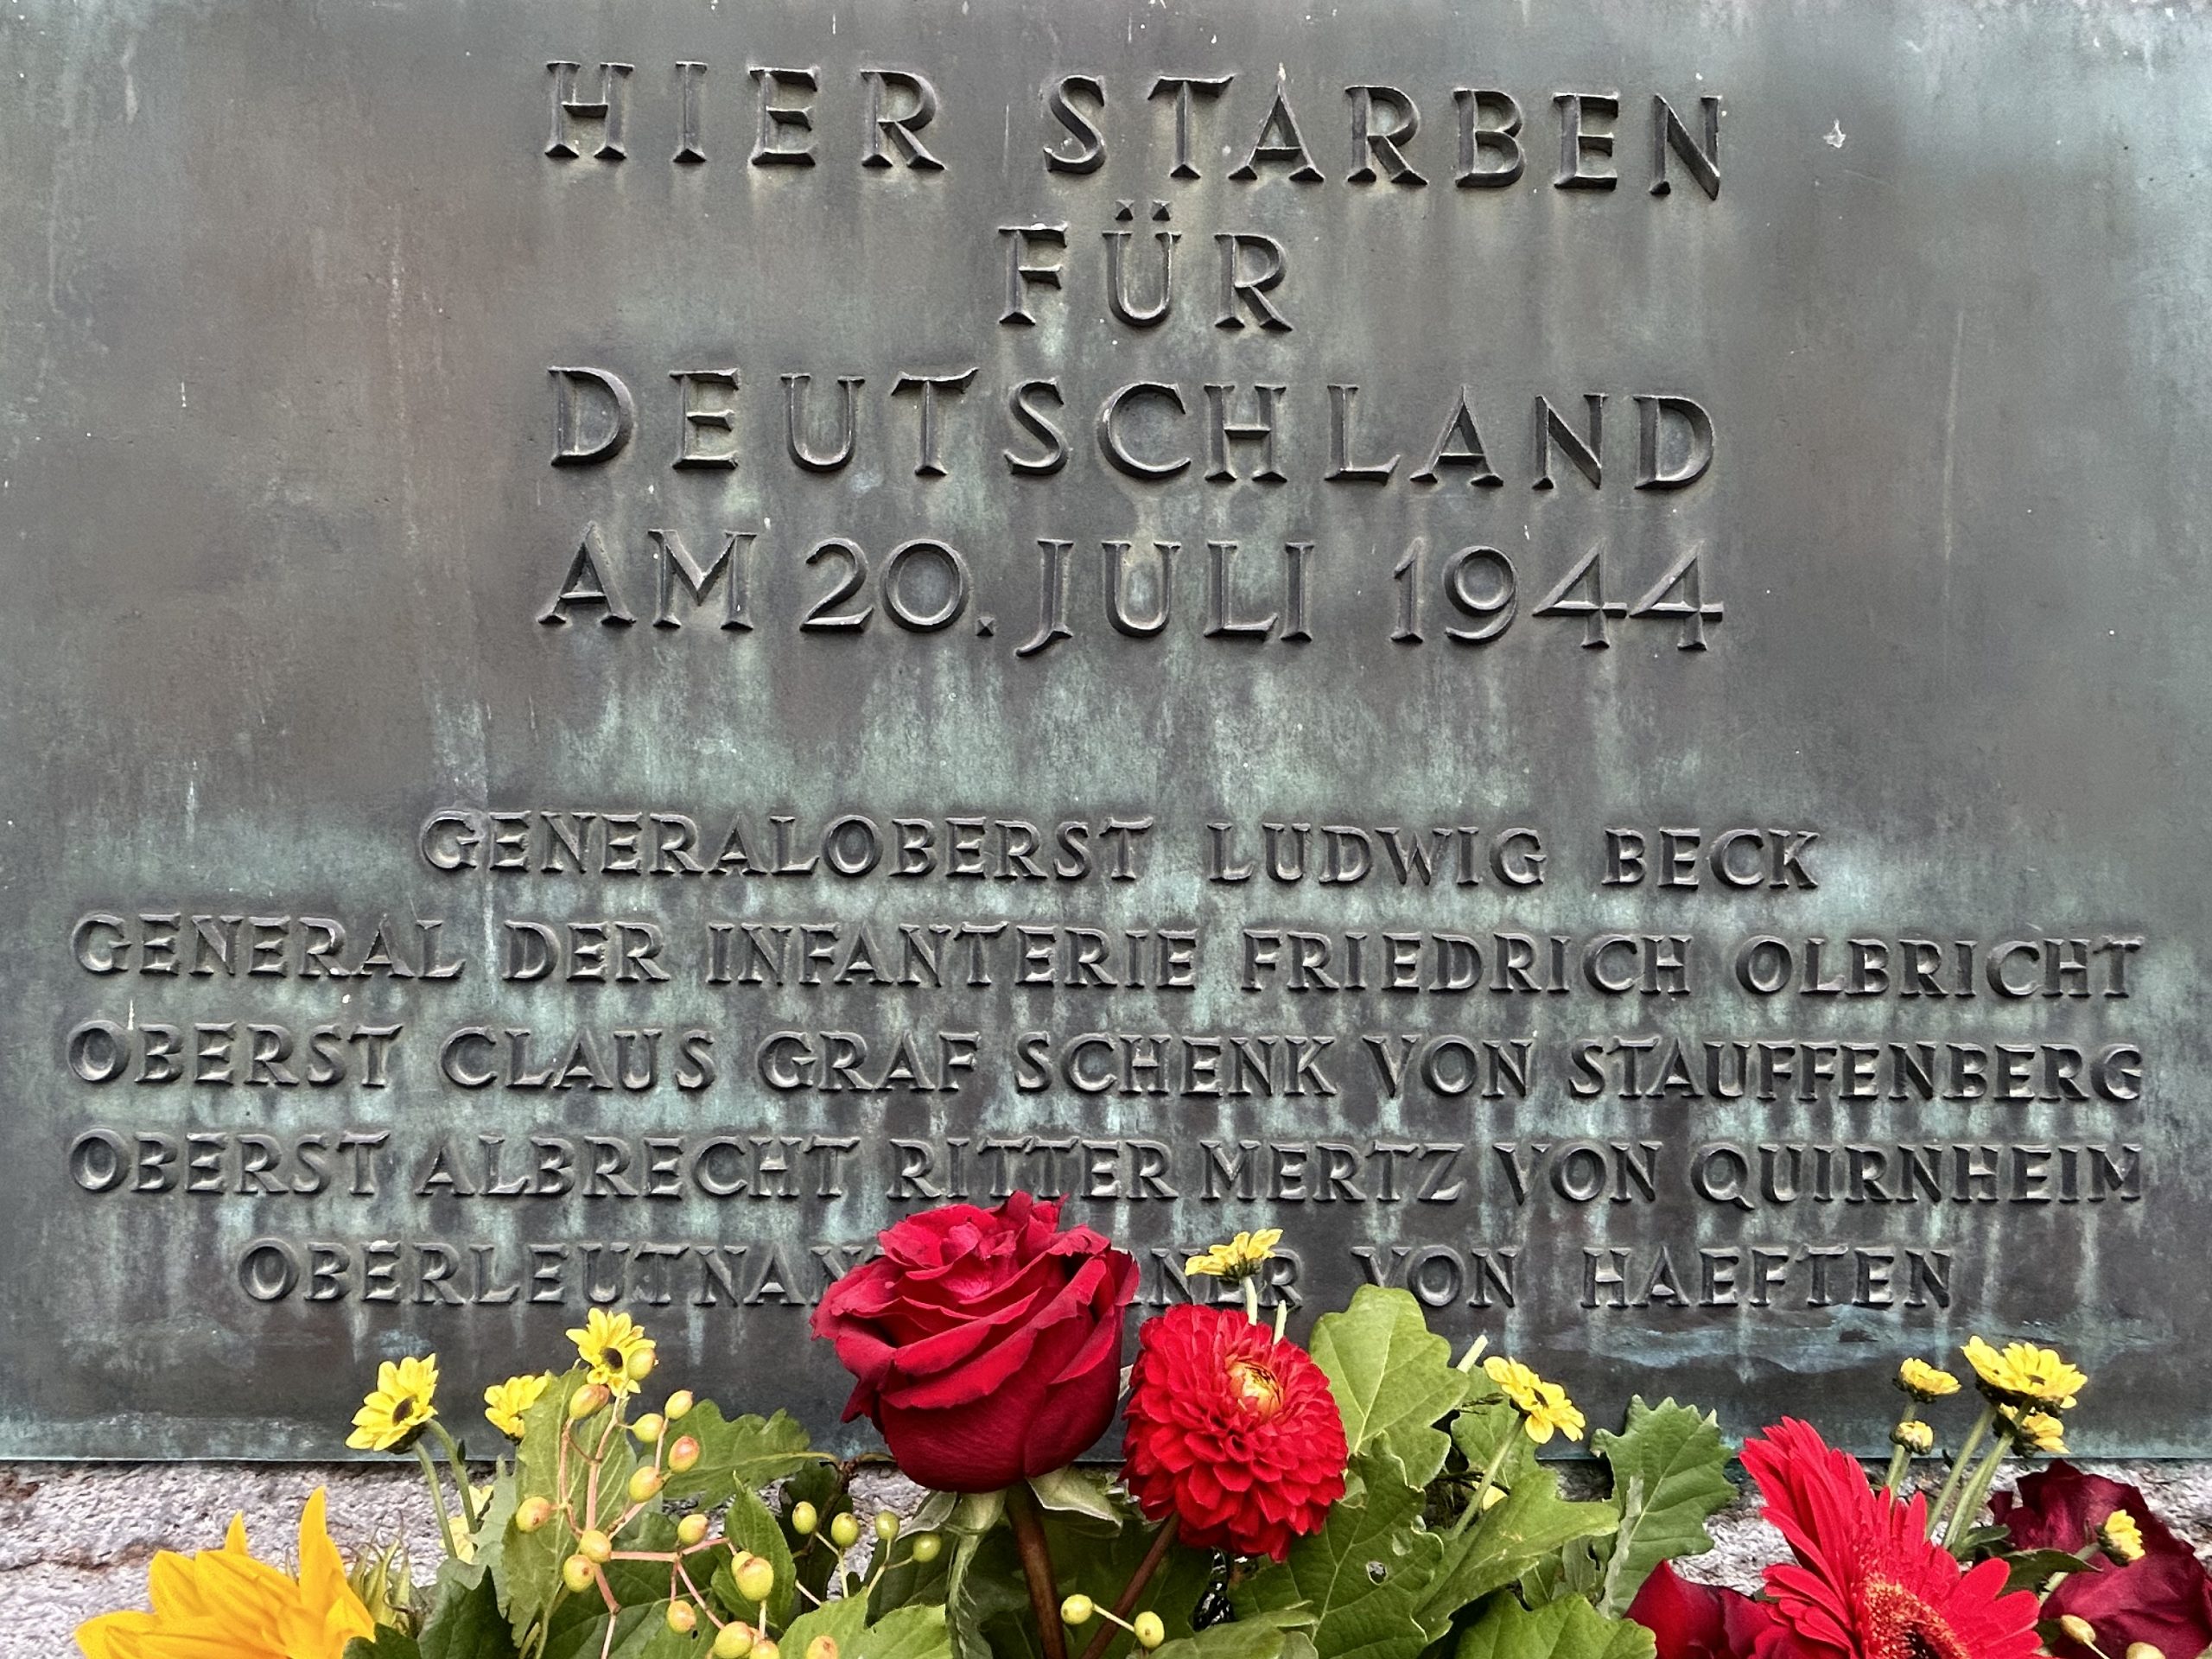 HIER STARBEN
FÜR
DEUTSCHLAND
AM 20. JULI 1944
GENERALOBERST LUDWIG BECK
GENERAL DER INFANTERIE FRIEDRICH OLBRICHT
OBERST CLAUS GRAF SCHENK VON STAUFFENBERG
OBERST ALBRECHT RITTER MERTZ VON QUIRNHEIM
VON HAEFTEN